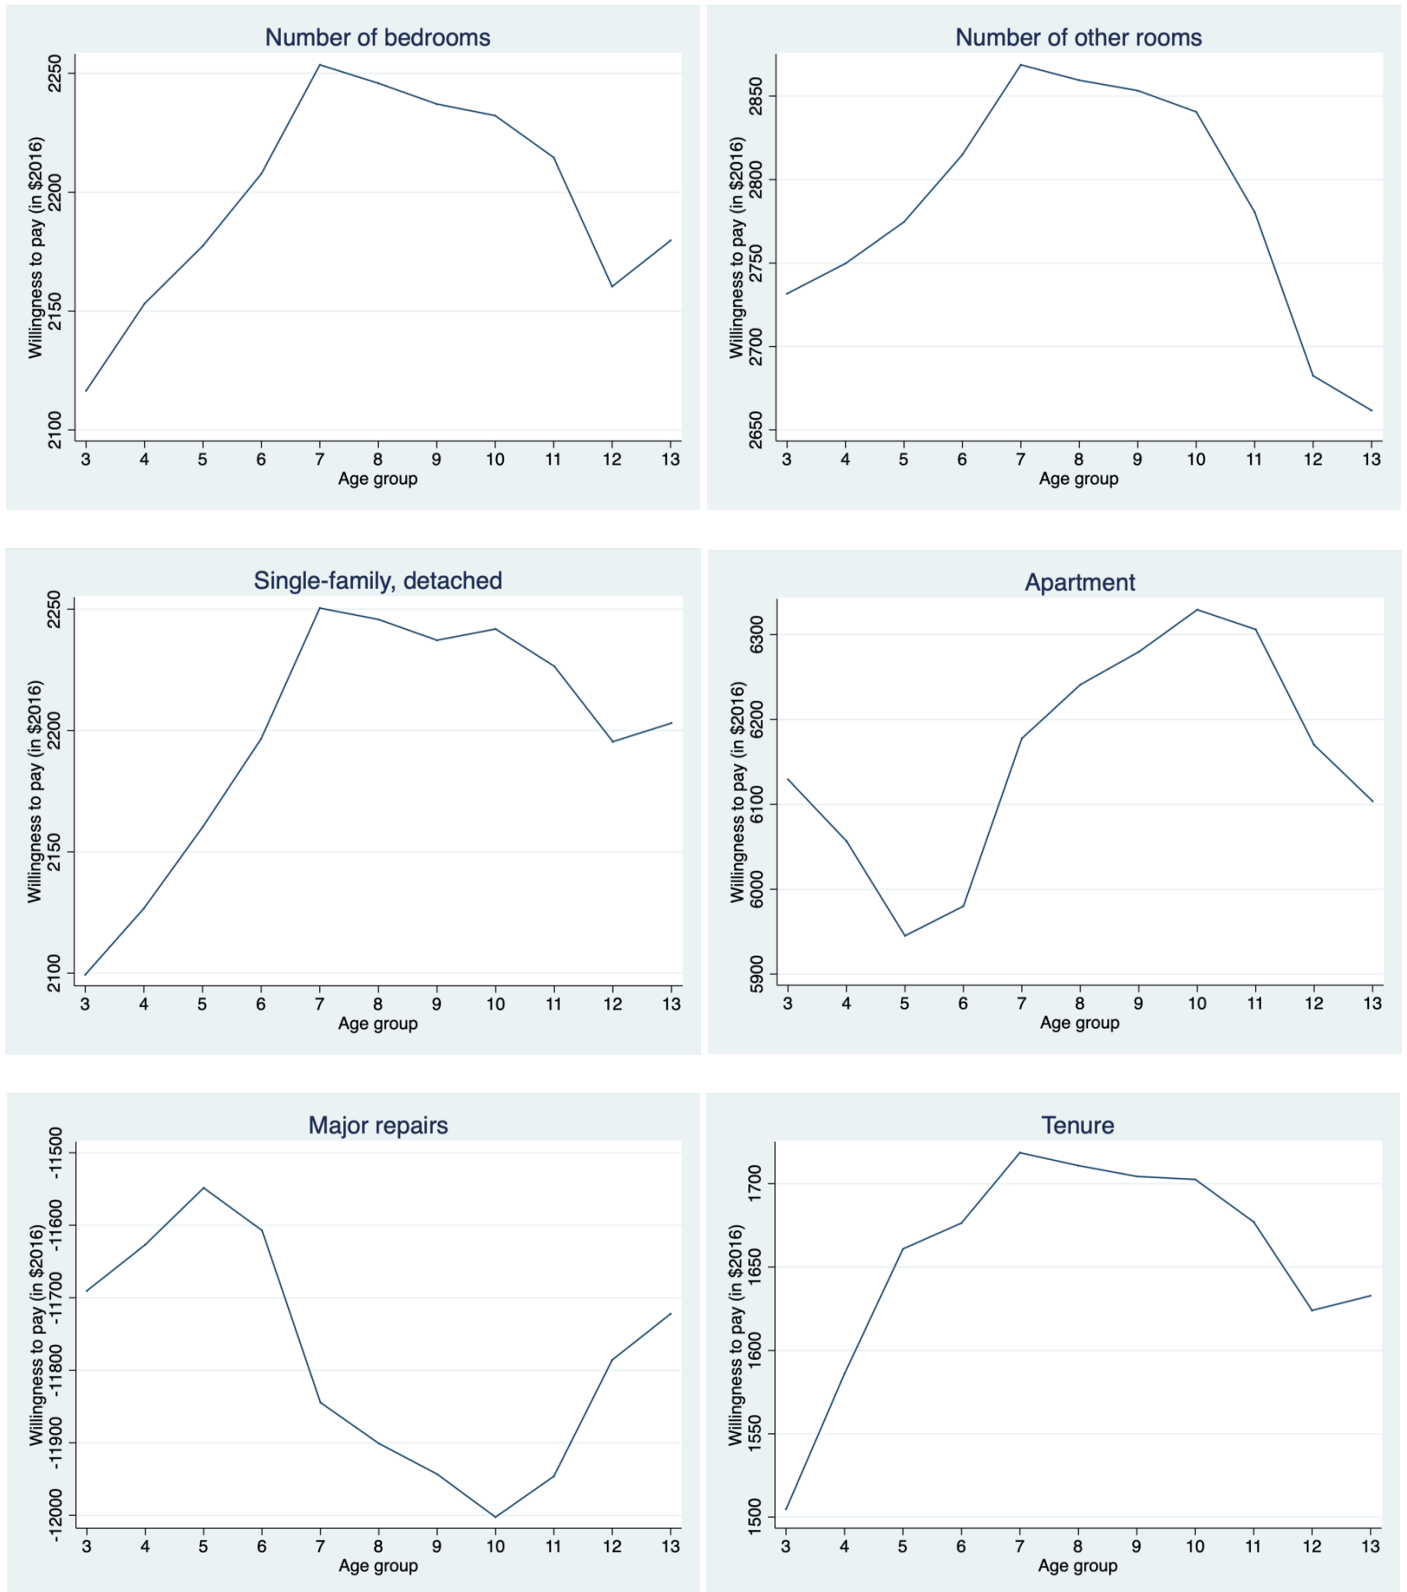 Number of bedrooms
Willingness to pay (in $2016)
2250
2200
2150
2100
3 4 5 6 7 8 9 10 11 12 13
Age group
Number of other rooms
Willingness to pay (in $2016)
2850
2800
2750
2700
2650
3 4 5 6 7 8 9 10 11 12 13
Age group
Single-family, detached
Willingness to pay (in $2016)
2250
2200
2150
2100
3 4 5 6 7 8 9 10 11 12 13
Age group
Apartment
Willingness to pay (in $2016)
6300
6200
6100
6000
5900
3 4 5 6 7 8 9 10 11 12 13
Age group
Major repairs
Willingness to pay (in $2016)
-11500
-11600
-11700
-11800
-11900
-12000
3 4 5 6 7 8 9 10 11 12 13
Age group
Tenure
Willingness to pay (in $2016)
1700
1650
1600
1550
1500
3 4 5 6 7 8 9 10 11 12 13
Age group